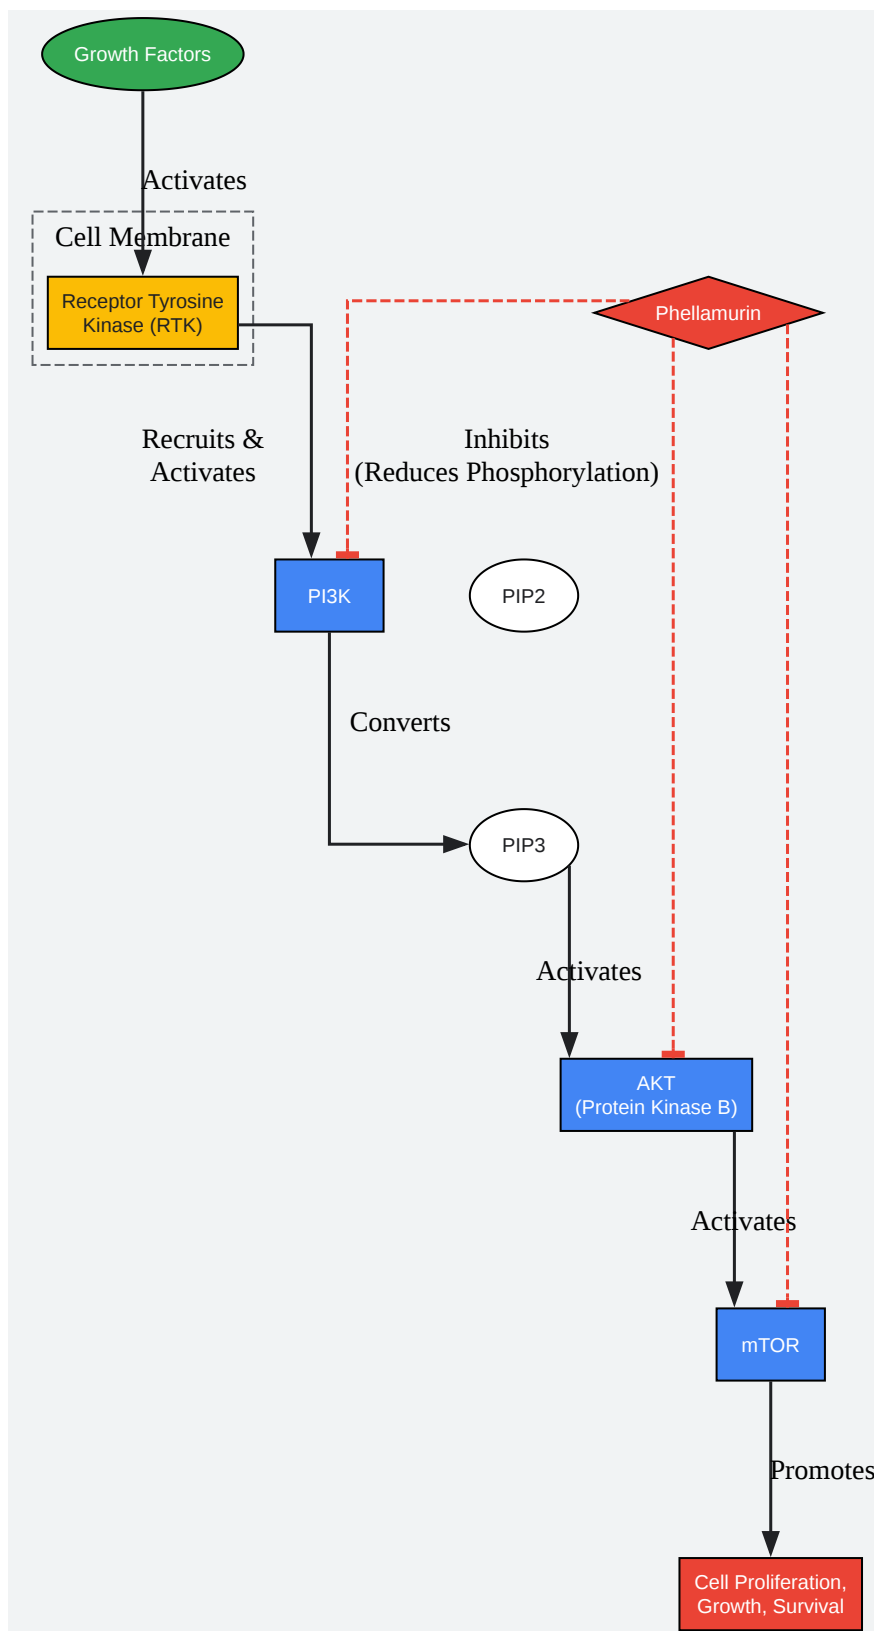 Growth Factors
Activates
Cell Membrane
Receptor Tyrosine
Kinase (RTK)
Phellamurin
Recruits &
Activates
Inhibits
(Reduces Phosphorylation)
PI3K
PIP2
Converts
PIP3
Activates
AKT
(Protein Kinase B)
Activates
mTOR
Promotes
Cell Proliferation,
Growth, Survival